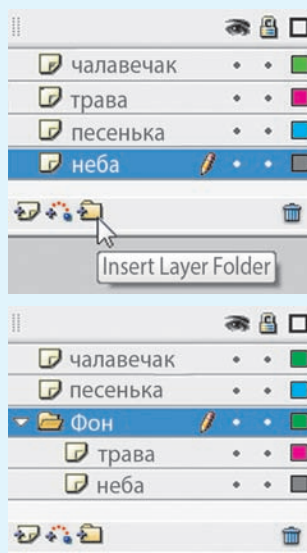 чалавечак
трава
песенька
неба
Insert Layer Folder
чалавечак
песенька
Фон
трава
неба